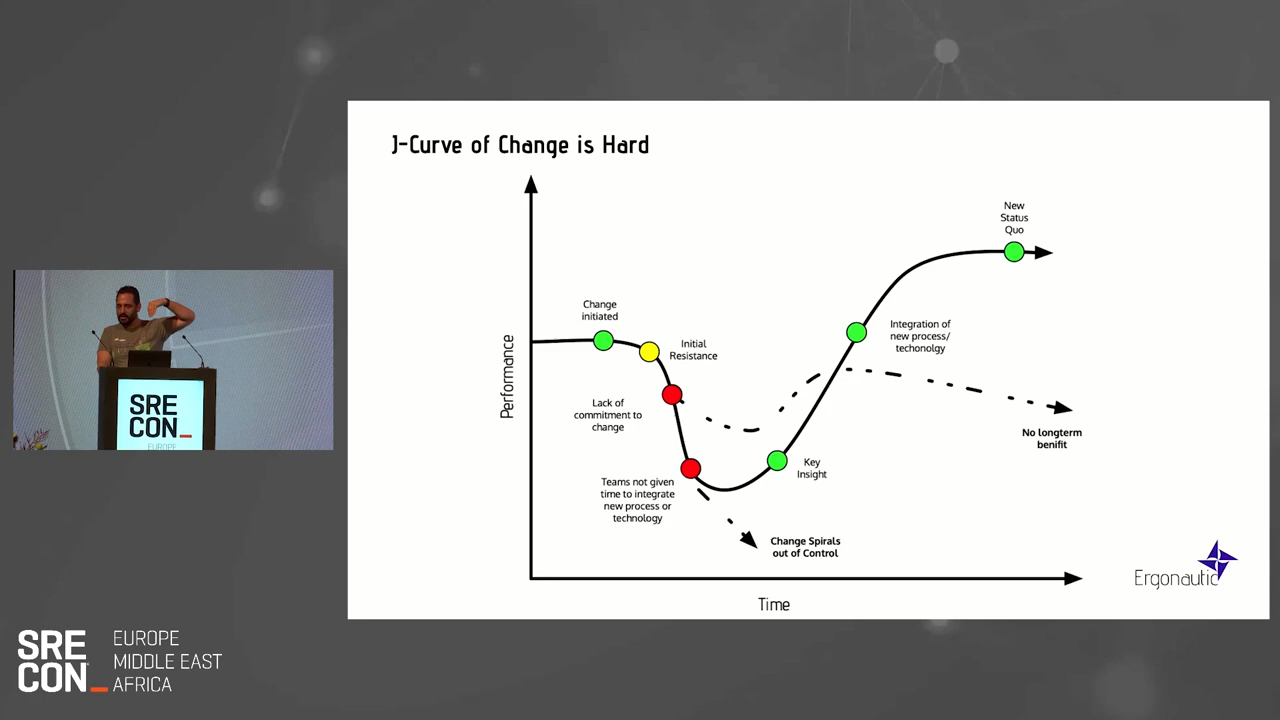 J-Curve of Change is Hard
New
Status
Quo
Change
initiated
Initial
Resistance
Integration of
new process/
techonolgy
Performance
Lack of
commitment to
change
No longterm
benifit
Key
Insight
Teams not given
time to integrate
new process or
technology
Change Spirals
out of Control
Ergonautic
Time
SRE
CON_
EUROPE
SRE
CON_
EUROPE
MIDDLE EAST
AFRICA